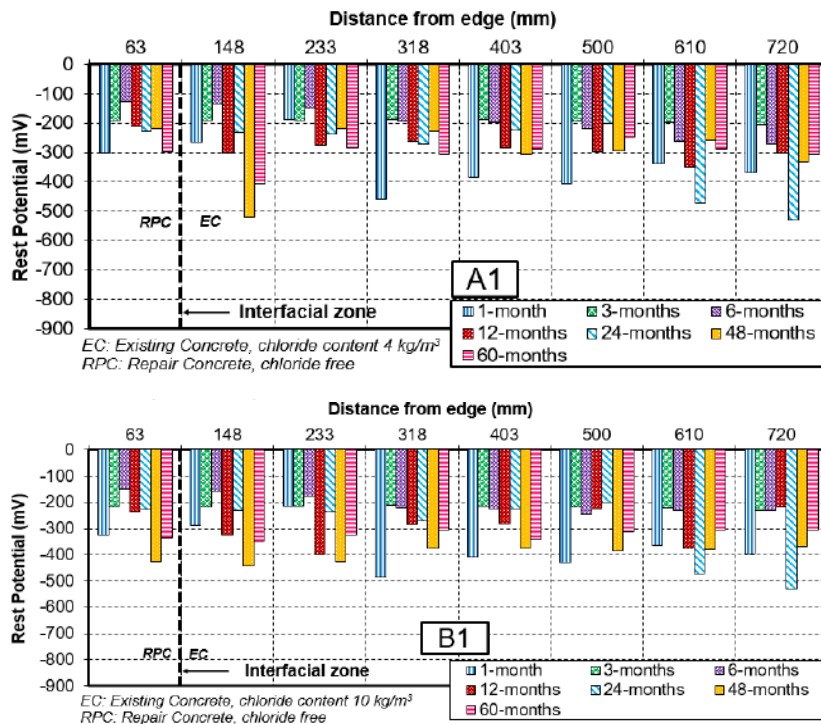 Distance from edge (mm)
63 148 233 318 403 500 610 720
0
-100
-200
-300
-400
-500
-600
-700
-800
-900
Rest Potential (mV)
RPC EC
A1
Interfacial zone
1-month 3-months 6-months
12-months 24-months 48-months
60-months
EC: Existing Concrete, chloride content 4 kg/m³
RPC: Repair Concrete, chloride free
Distance from edge (mm)
63 148 233 318 403 500 610 720
0
-100
-200
-300
-400
-500
-600
-700
-800
-900
Rest Potential (mV)
RPC EC
B1
Interfacial zone
1-month 3-months 6-months
12-months 24-months 48-months
60-months
EC: Existing Concrete, chloride content 10 kg/m³
RPC: Repair Concrete, chloride free